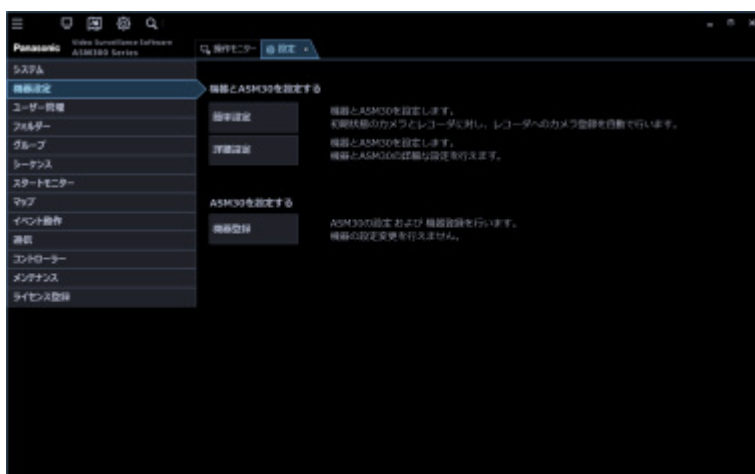 Panasonic
Video Surveillance Software
ASM300 Series
操作モニター
設定
システム
機器設定
ユーザー管理
フォルダー
グループ
シーケンス
スタートモニター
マップ
イベント動作
通信
コントローラー
メンテナンス
ライセンス登録
機器とASM30を設定する
簡単設定
機器とASM30を設定します。
初期状態のカメラとレコーダに対し、レコーダへのカメラ登録を自動で行います。
詳細設定
機器とASM30を設定します。
機器とASM30の詳細な設定を行えます。
ASM30を設定する
機器登録
ASM30の設定 および 機器登録を行います。
機器の設定変更を行えません。